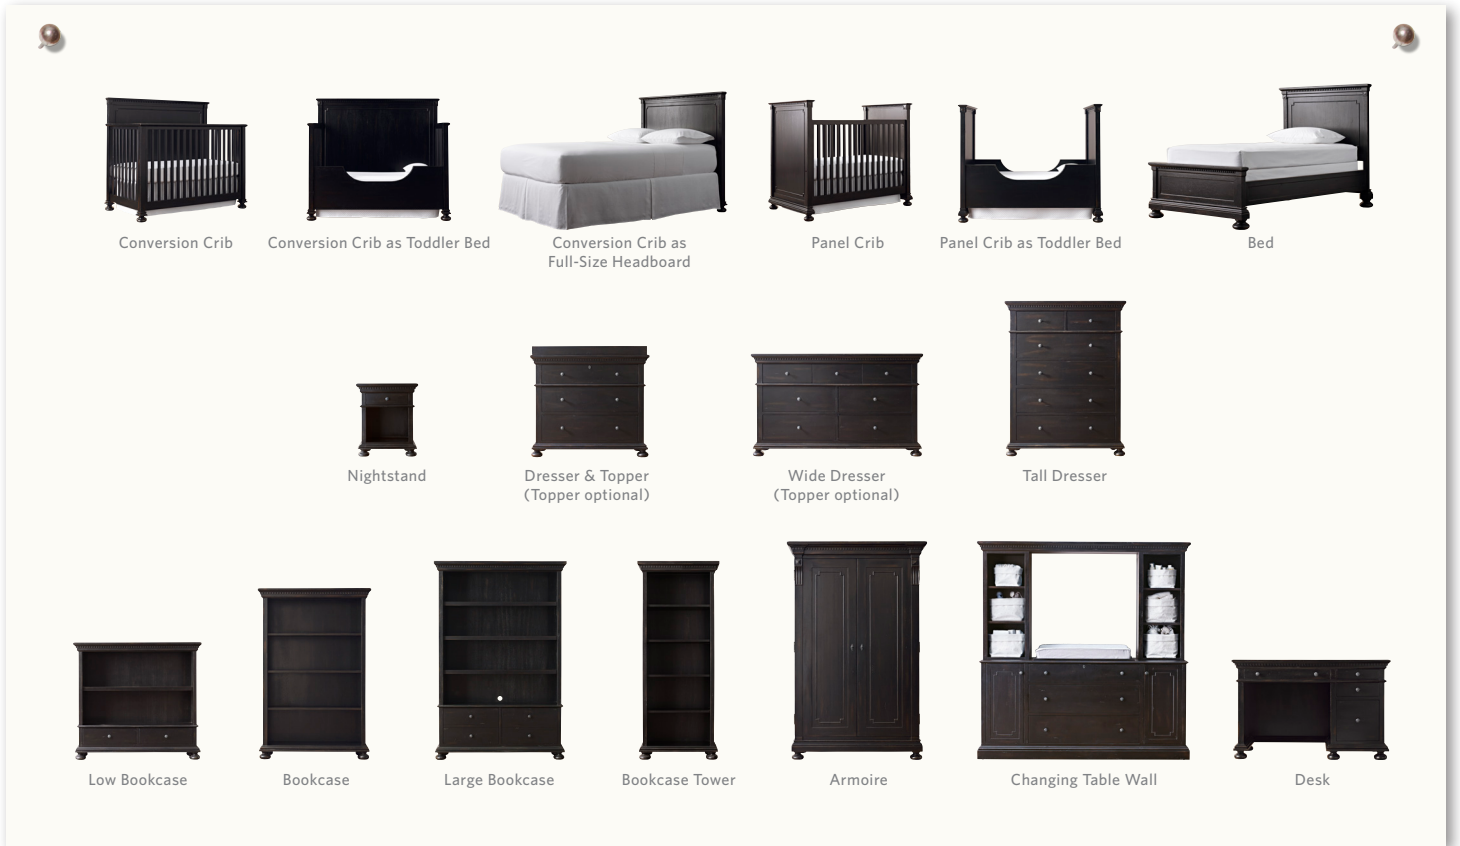 Conversion Crib
Conversion Crib as Toddler Bed
Conversion Crib as
Full-Size Headboard
Panel Crib
Panel Crib as Toddler Bed
Bed
Nightstand
Dresser & Topper
(Topper optional)
Wide Dresser
(Topper optional)
Tall Dresser
Low Bookcase
Bookcase
Large Bookcase
Bookcase Tower
Armoire
Changing Table Wall
Desk